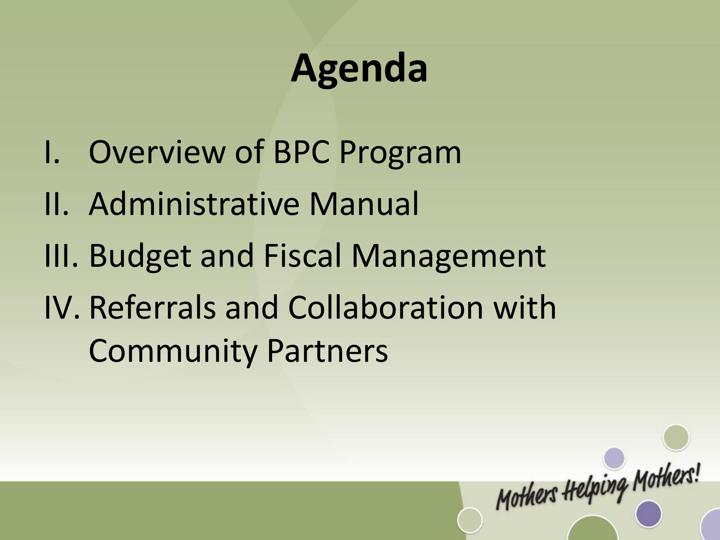 Agenda
I. Overview of BPC Program
II. Administrative Manual
III. Budget and Fiscal Management
IV. Referrals and Collaboration with
Community Partners
Mothers Helping Mothers!